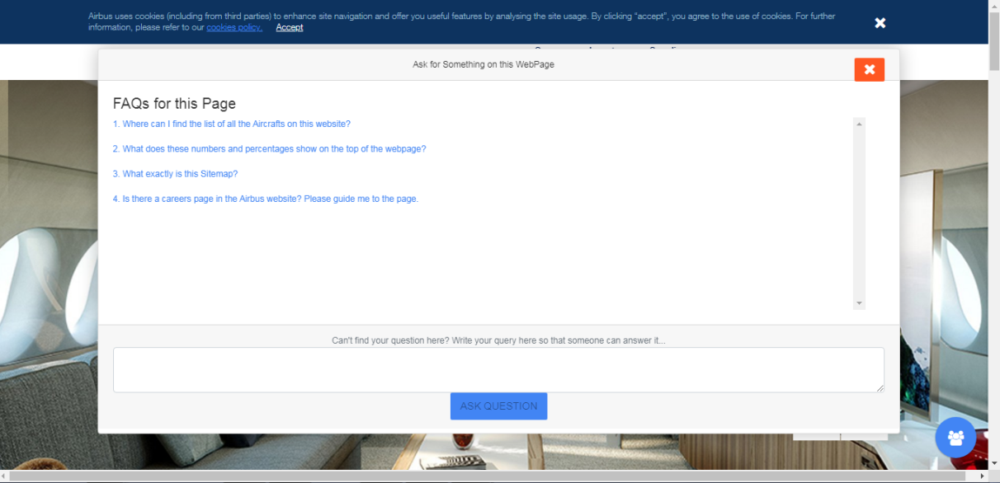 Airbus uses cookies (including from third parties) to enhance site navigation and offer you useful features by analysing the site usage. By clicking “accept”, you agree to the use of cookies. For further
information, please refer to our cookies policy. Accept
Ask for Something on this WebPage
FAQs for this Page
1. Where can I find the list of all the Aircrafts on this website?
2. What does these numbers and percentages show on the top of the webpage?
3. What exactly is this Sitemap?
4. Is there a careers page in the Airbus website? Please guide me to the page.
Can't find your question here? Write your query here so that someone can answer it...
ASK QUESTION